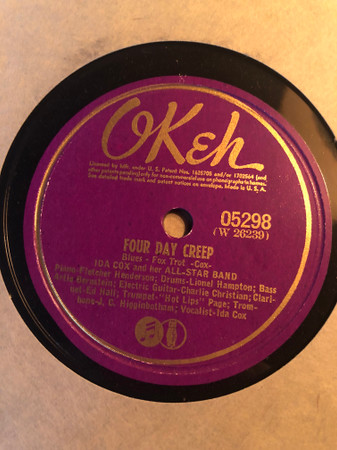 OKeh
Licensed by mfr. under U. S. Patent Nos. 1625705 and/or 1702564 (and
other patents pending) only for non-commercial use on phonographs in homes.
See detailed trade mark and patent notices on envelope. Made in U. S. A.
05298
(W 26239)
FOUR DAY CREEP
Blues - Fox Trot -Cox-
IDA COX and her ALL-STAR BAND
Piano-Fletcher Henderson; Drums-Lionel Hampton; Bass
Artie Bernstein; Electric Guitar-Charlie Christian; Clari-
net-Ed Hall; Trumpet-"Hot Lips" Page; Trom-
bone-J. C. Higginbotham; Vocalist-Ida Cox